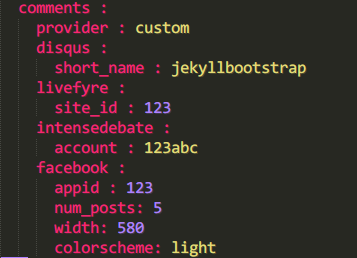 comments :
provider : custom
disqus :
short_name : jekyllbootstrap
livefyre :
site_id : 123
intensedebate :
account : 123abc
facebook :
appid : 123
num_posts: 5
width: 580
colorscheme: light